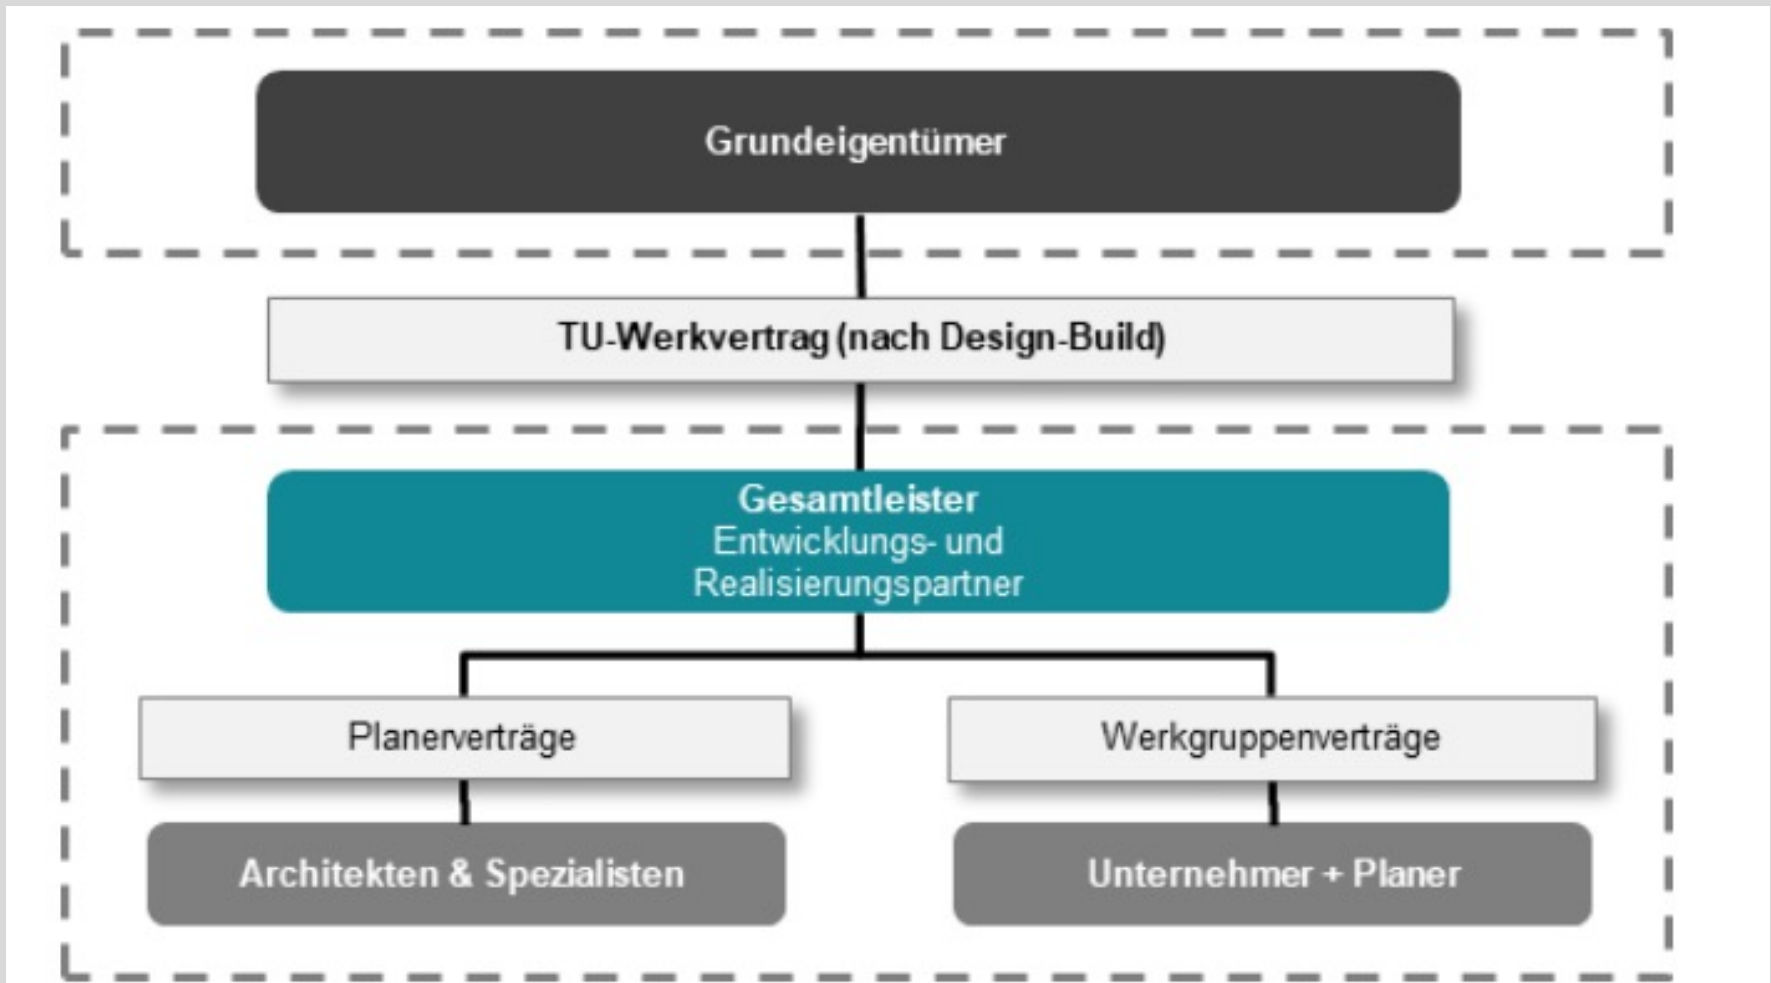 Grundeigentümer
TU-Werkvertrag (nach Design-Build)
Gesamtleister
Entwicklungs- und
Realisierungspartner
Planerverträge
Werkgruppenverträge
Architekten & Spezialisten
Unternehmer + Planer